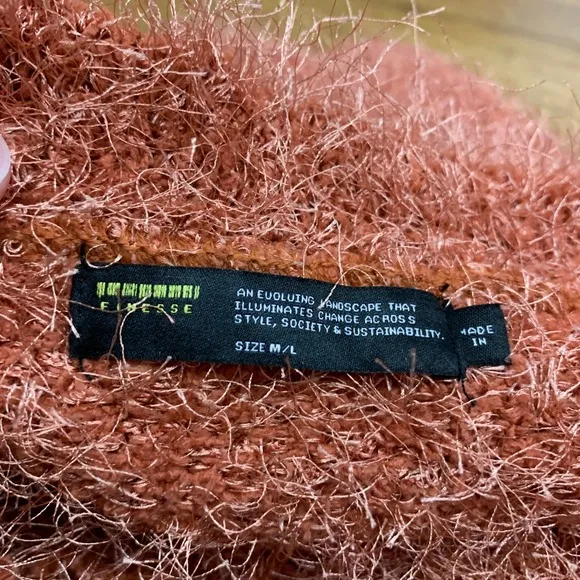 FINESSE
AN EVOLVING LANDSCAPE THAT
ILLUMINATES CHANGE ACROSS
STYLE, SOCIETY & SUSTAINABILITY.
SIZE M/L
MADE
IN